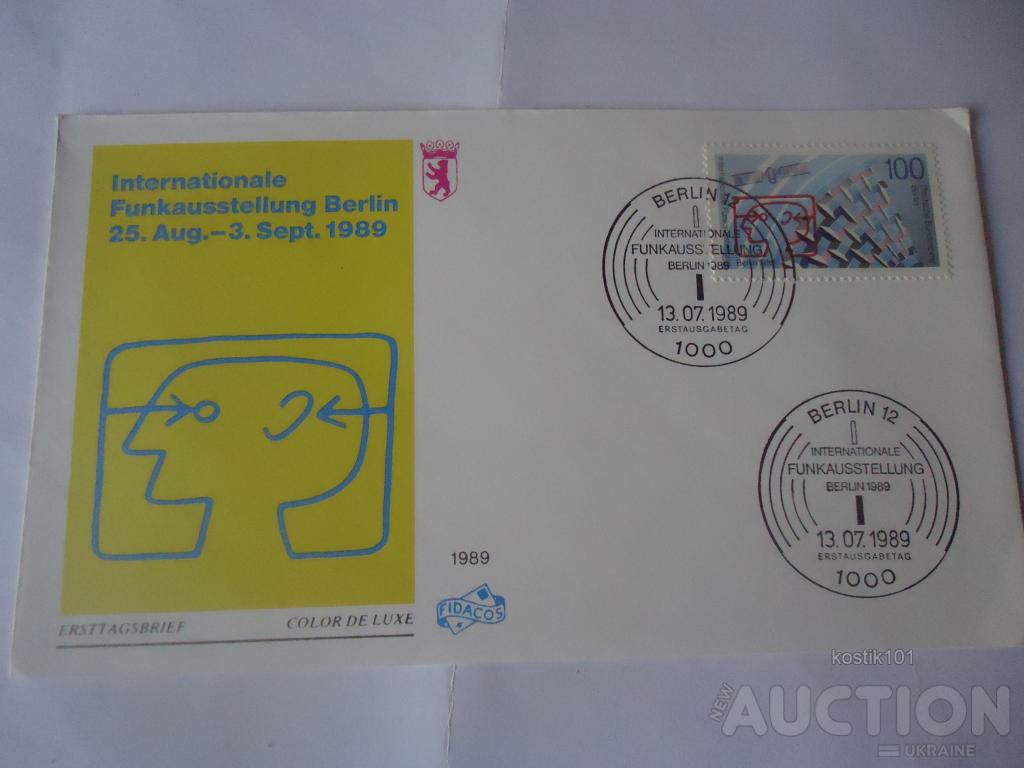 Internationale
Funkausstellung Berlin
25. Aug.–3. Sept. 1989
100
BERLIN 12
INTERNATIONALE
FUNKAUSSTELLUNG
BERLIN 1989
13.07.1989
ERSTAUSGABETAG
1000
BERLIN 12
INTERNATIONALE
FUNKAUSSTELLUNG
BERLIN 1989
13.07.1989
ERSTAUSGABETAG
1000
1989
FIDACOS
ERSTTAGSBRIEF COLOR DE LUXE
kostik101
NEW AUCTION
UKRAINE